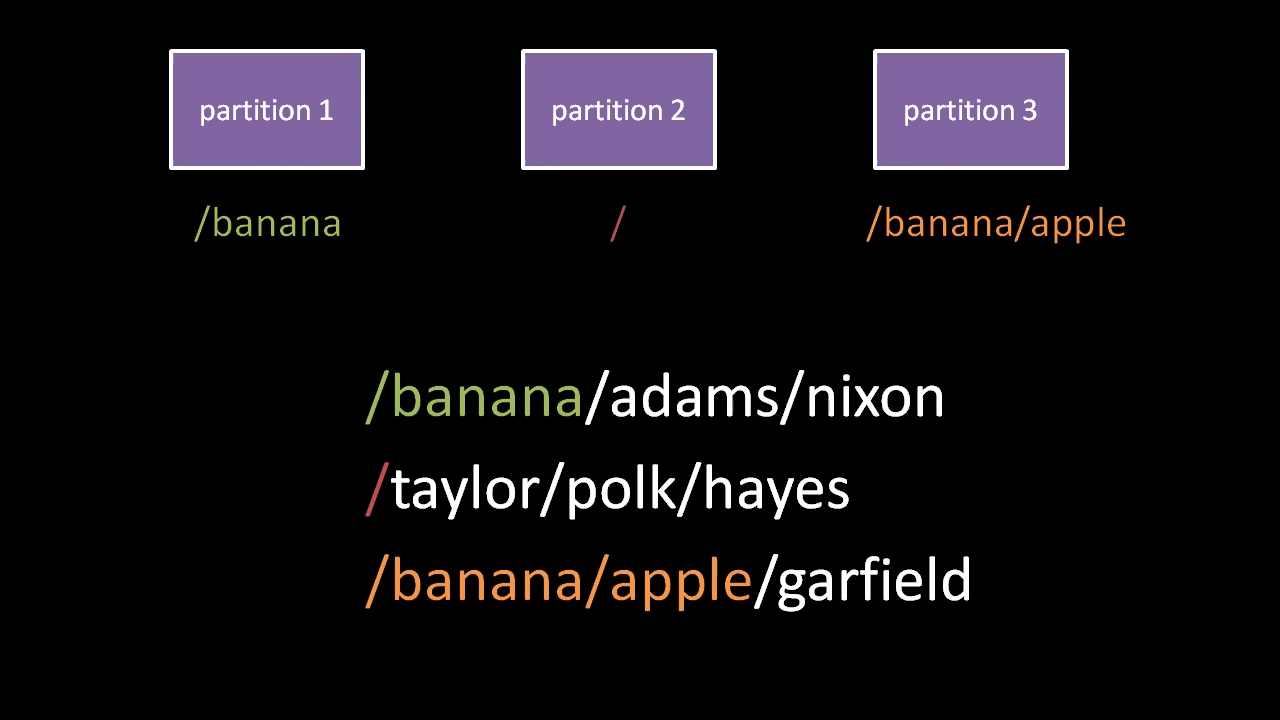 partition 1 partition 2 partition 3
/banana / /banana/apple
/banana/adams/nixon
/taylor/polk/hayes
/banana/apple/garfield